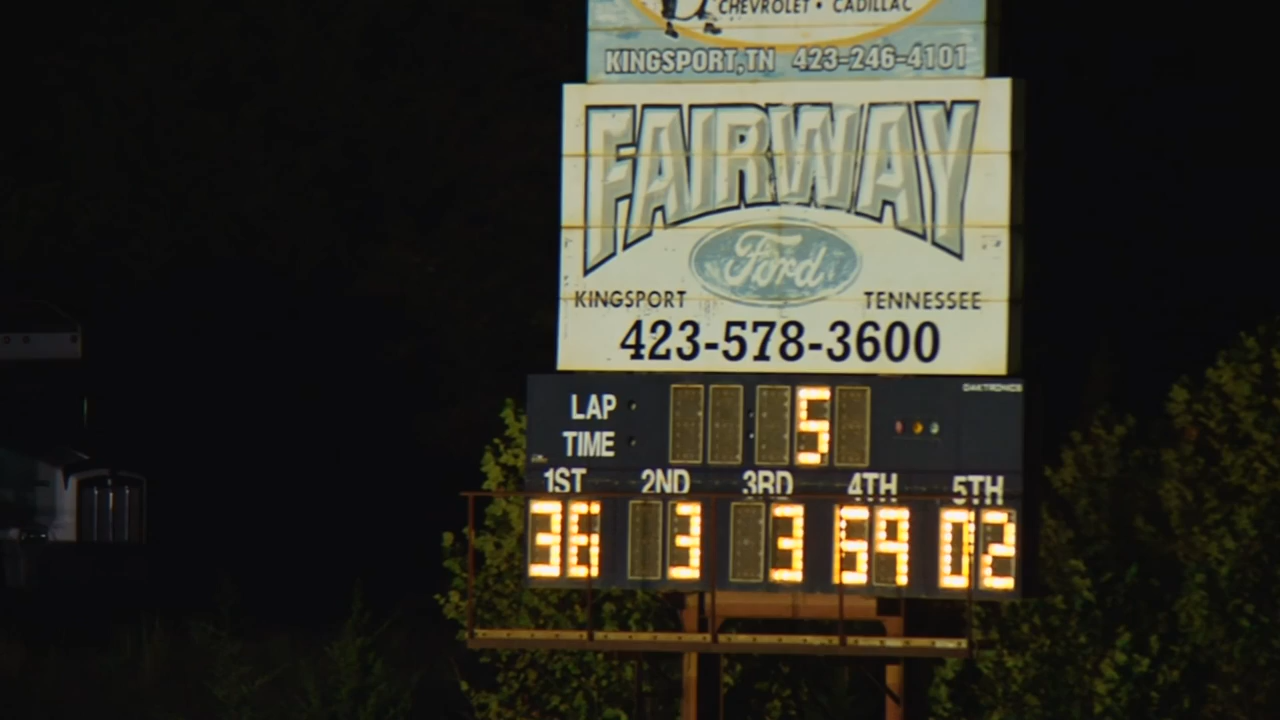 CHEVROLET • CADILLAC
KINGSPORT, TN 423-246-4101
FAIRWAY
Ford
KINGSPORT TENNESSEE
423-578-3600
DAKTRONICS
LAP 5
TIME
1ST 2ND 3RD 4TH 5TH
36 3 3 69 02